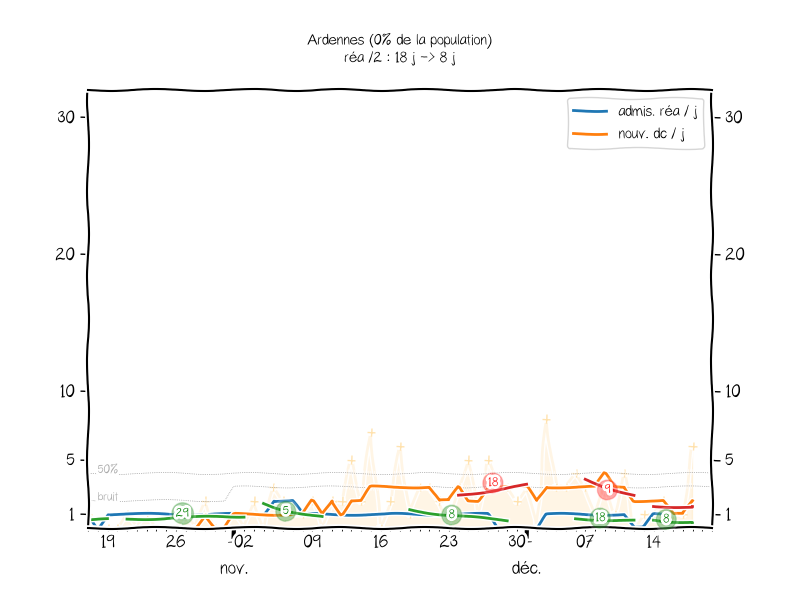 Ardennes (0% de la population)
réa /2 : 18 j -> 8 j
admis. réa / j
nouv. dc / j
30 30
20 20
10 10
5 5
1 1
50%
bruit
29 5 8 18 18 9 8
19 26 02 09 16 23 30 07 14
nov. déc.